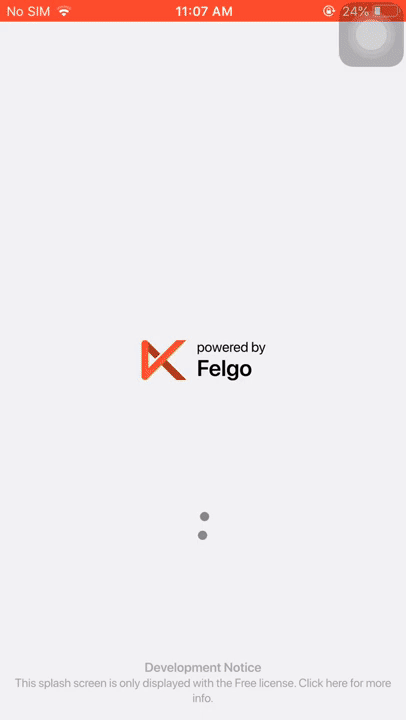 No SIM 11:07 AM 24%
powered by
Felgo
Development Notice
This splash screen is only displayed with the Free license. Click here for more
info.